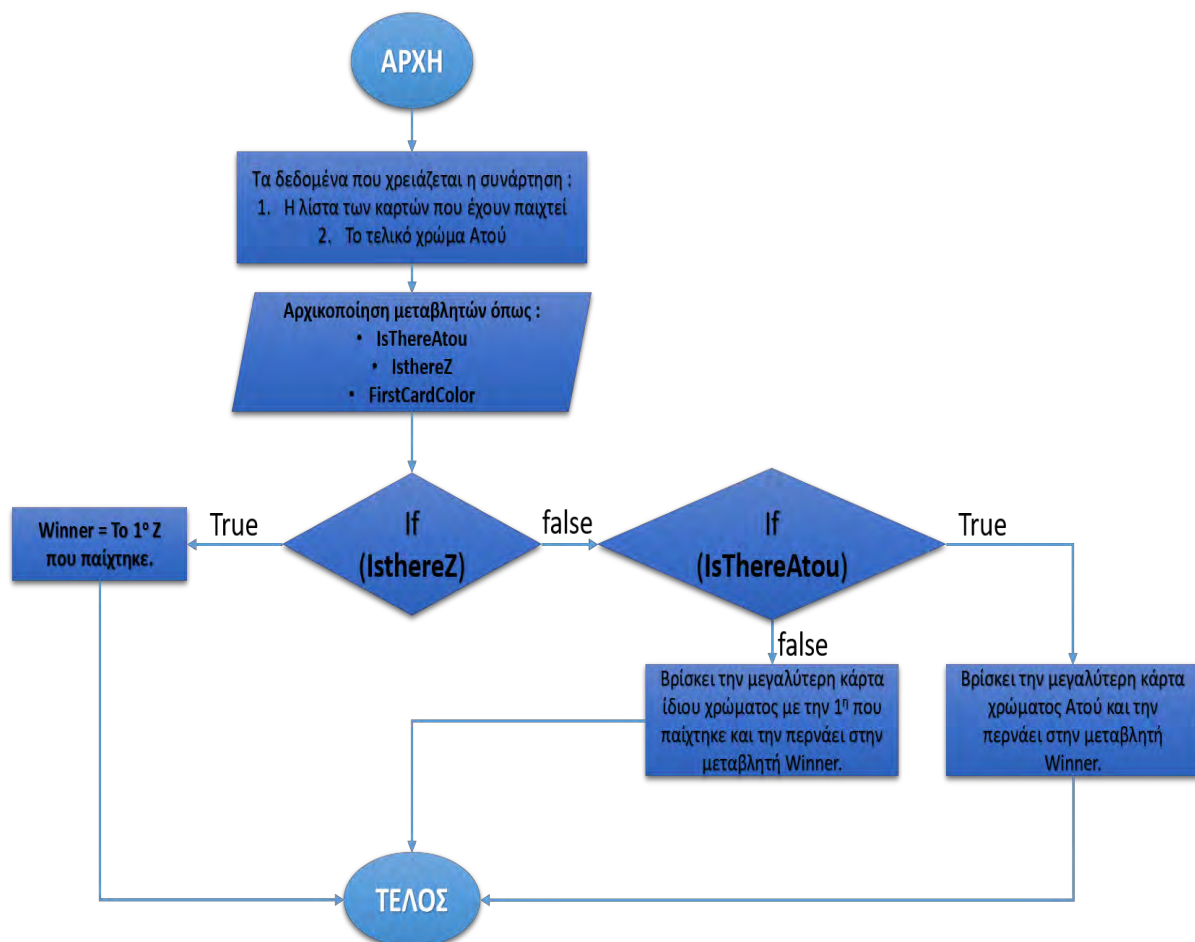 ΑΡΧΗ
Τα δεδομένα που χρειάζεται η συνάρτηση :
1. Η λίστα των καρτών που έχουν παιχτεί
2. Το τελικό χρώμα Ατού
Αρχικοποίηση μεταβλητών όπως :
• IsThereAtou
• IsthereZ
• FirstCardColor
Winner = Το 1ο Z
που παίχτηκε.
True
If
(IsthereZ)
false
If
(IsThereAtou)
True
false
Βρίσκει την μεγαλύτερη κάρτα
ίδιου χρώματος με την 1η που
παίχτηκε και την περνάει στην
μεταβλητή Winner.
Βρίσκει την μεγαλύτερη κάρτα
χρώματος Ατού και την
περνάει στην μεταβλητή
Winner.
ΤΕΛΟΣ